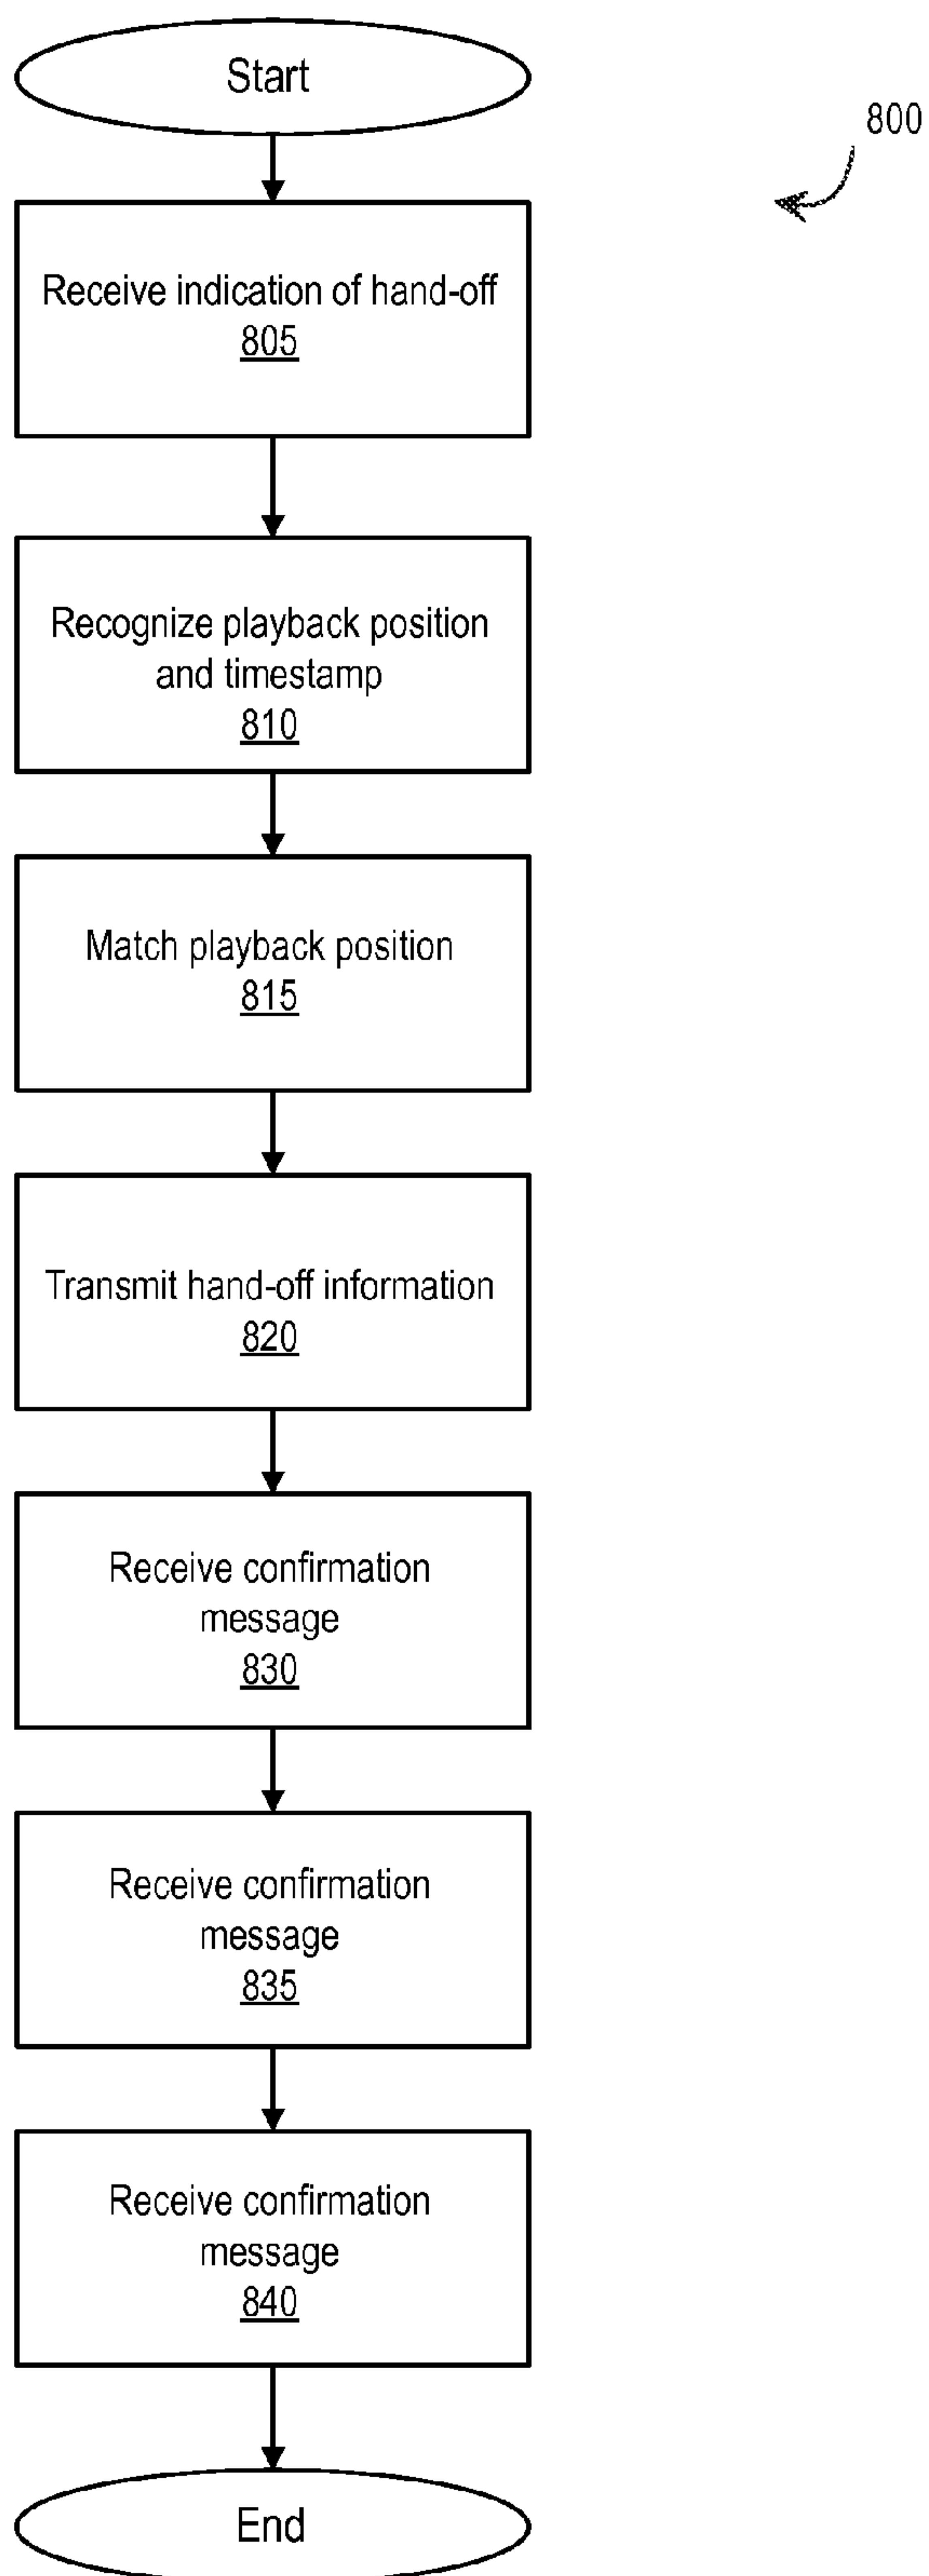 Start
800
Receive indication of hand-off
805
Recognize playback position
and timestamp
810
Match playback position
815
Transmit hand-off information
820
Receive confirmation
message
830
Receive confirmation
message
835
Receive confirmation
message
840
End